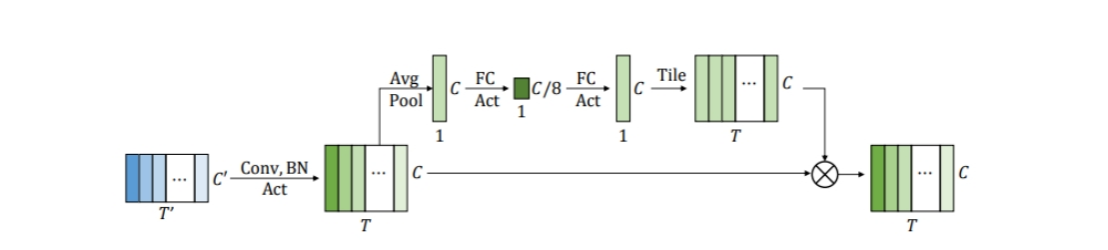 Avg
Pool
C
1
FC
Act
C/8
1
FC
Act
C
1
Tile
...
C
T
...
C'
T'
Conv, BN
Act
...
C
T
...
C
T